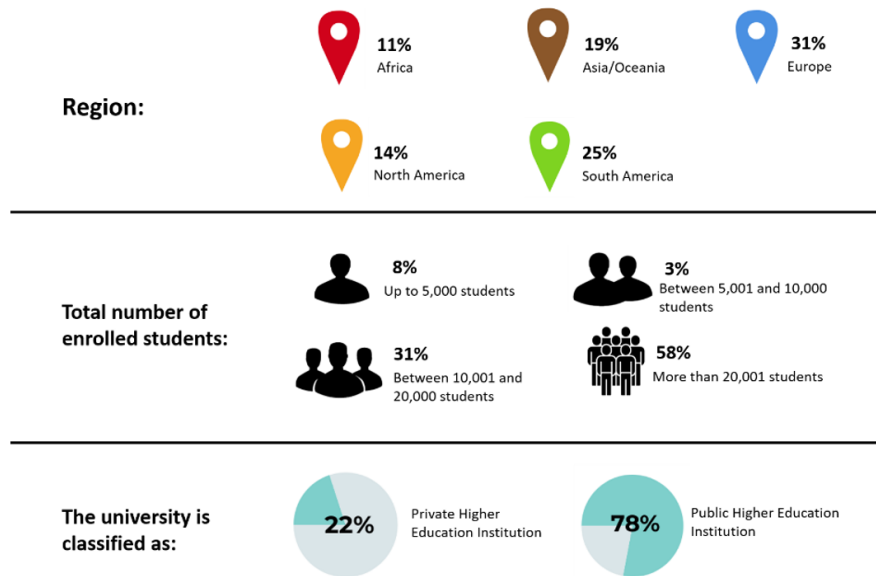 Region:
11%
Africa
19%
Asia/Oceania
31%
Europe
14%
North America
25%
South America
Total number of
enrolled students:
8%
Up to 5,000 students
3%
Between 5,001 and 10,000
students
31%
Between 10,001 and
20,000 students
58%
More than 20,001 students
The university is
classified as:
22%
Private Higher
Education Institution
78%
Public Higher Education
Institution